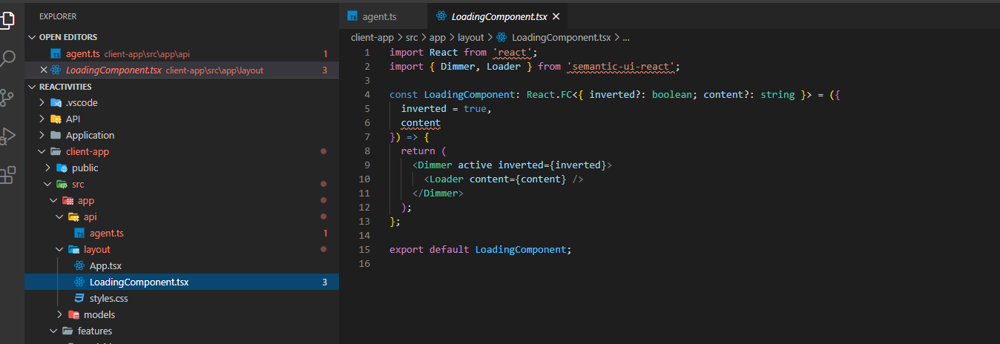 EXPLORER
OPEN EDITORS
agent.ts client-app\src\app\api 1
LoadingComponent.tsx client-app\src\app\layout 3
REACTIVITIES
.vscode
API
Application
client-app
public
src
app
api
agent.ts 1
layout
App.tsx
LoadingComponent.tsx 3
styles.css
models
features
agent.ts LoadingComponent.tsx
client-app > src > app > layout > LoadingComponent.tsx > ...
1 import React from 'react';
2 import { Dimmer, Loader } from 'semantic-ui-react';
3
4 const LoadingComponent: React.FC<{ inverted?: boolean; content?: string }> = ({
5 inverted = true,
6 content
7 }) => {
8 return (
9 <Dimmer active inverted={inverted}>
10 <Loader content={content} />
11 </Dimmer>
12 );
13 };
14
15 export default LoadingComponent;
16